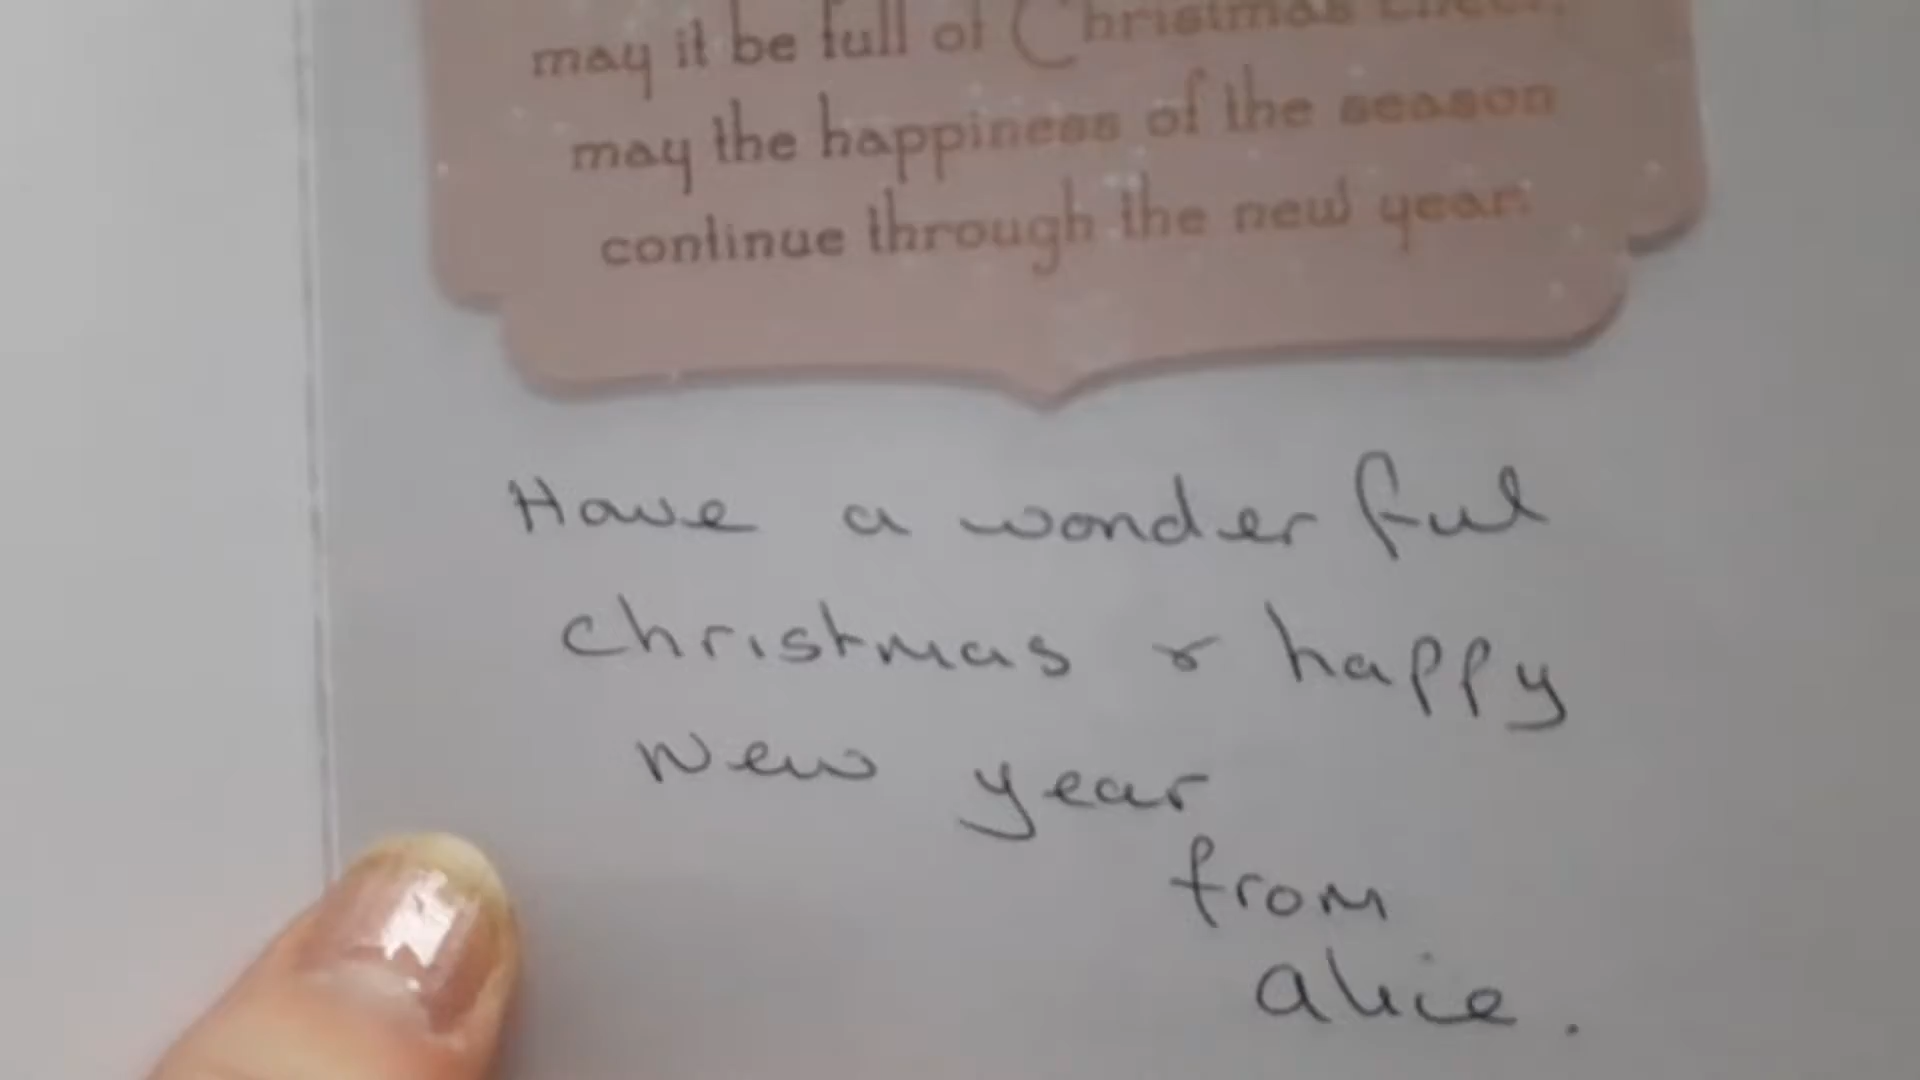 may it be full of Christmas cheer,
may the happiness of the season
continue through the new year.
Have a wonderful
christmas & happy
New year
from
alice.